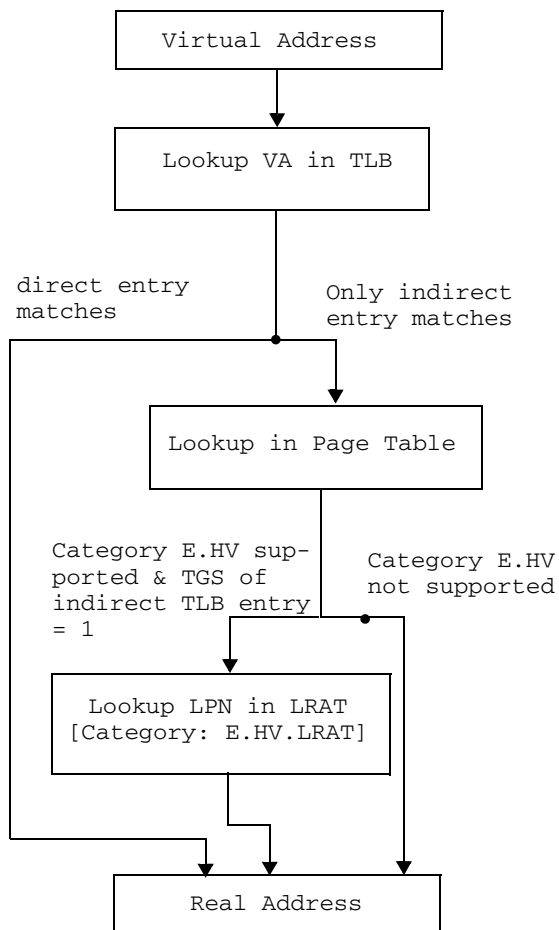 Virtual Address
Lookup VA in TLB
direct entry
matches
Only indirect
entry matches
Lookup in Page Table
Category E.HV sup-
ported & TGS of
indirect TLB entry
= 1
Category E.HV
not supported
Lookup LPN in LRAT
[Category: E.HV.LRAT]
Real Address